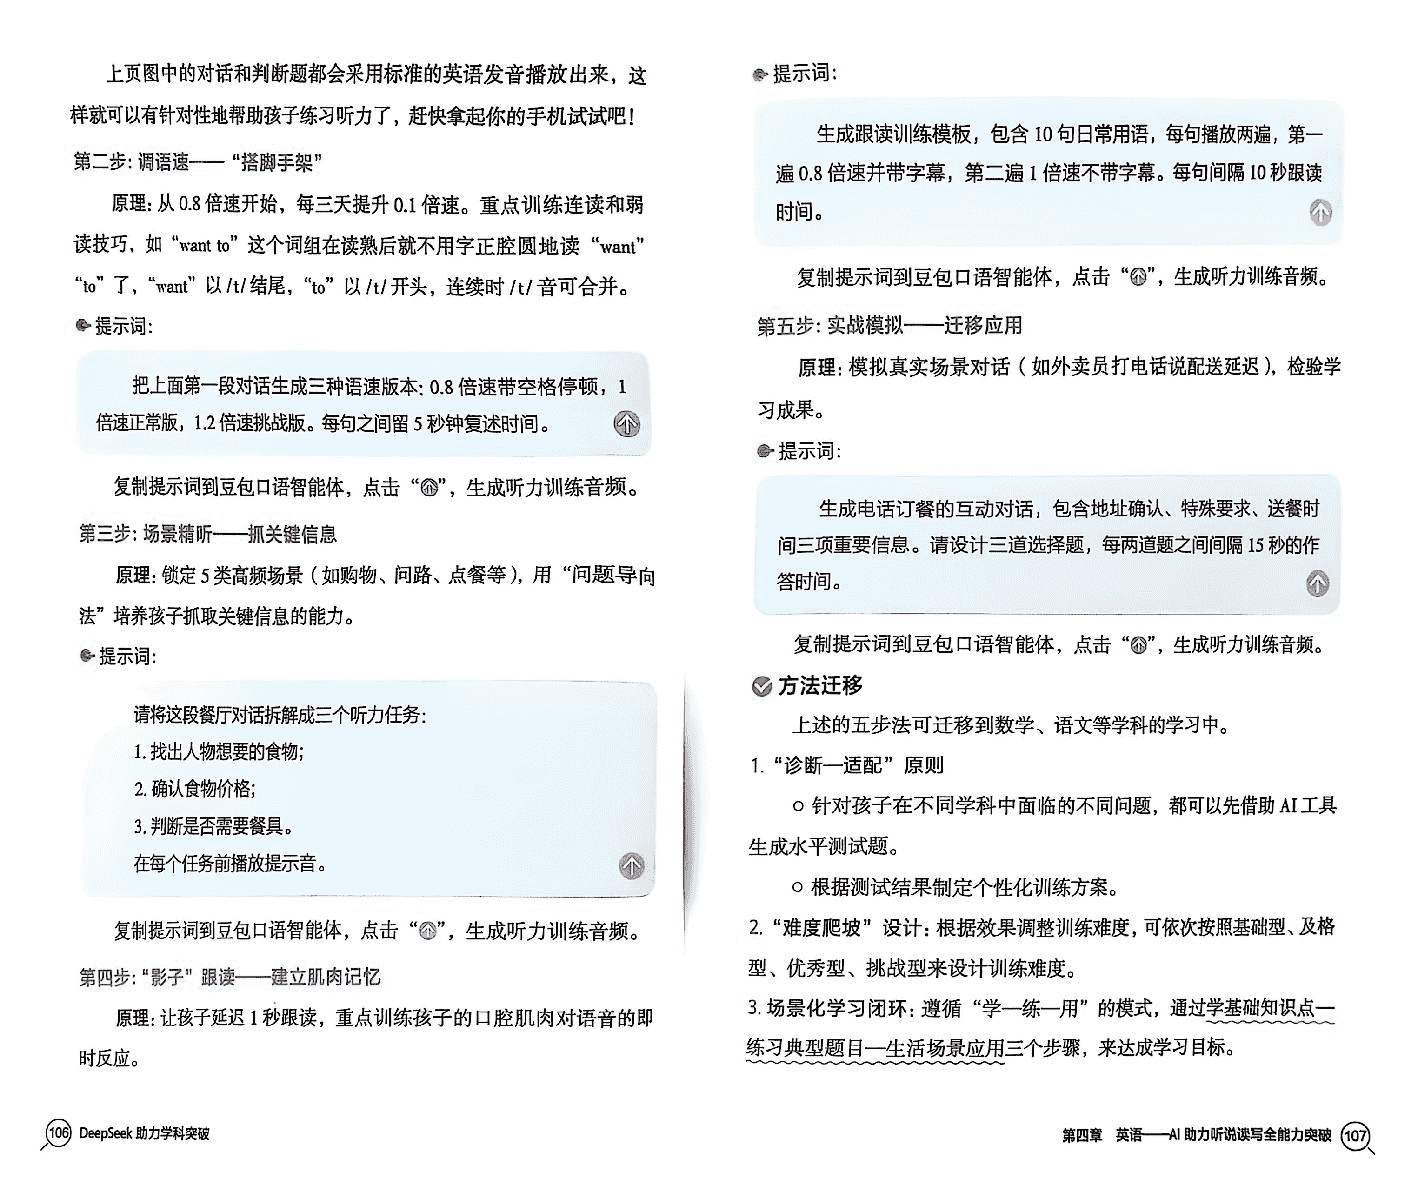 上页图中的对话和判断题都会采用标准的英语发音播放出来，这
样就可以有针对性地帮助孩子练习听力了，赶快拿起你的手机试试吧！
第二步：调语速——“搭脚手架”
原理：从 0.8 倍速开始，每三天提升 0.1 倍速。重点训练连读和弱
读技巧，如“want to”这个词组在读熟后就不用字正腔圆地读“want”
“to”了，“want”以 /t/ 结尾，“to”以 /t/ 开头，连续时 /t/ 音可合并。
提示词：
把上面第一段对话生成三种语速版本：0.8 倍速带空格停顿，1
倍速正常版，1.2 倍速挑战版。每句之间留 5 秒钟复述时间。
复制提示词到豆包口语智能体，点击“”，生成听力训练音频。
第三步：场景精听——抓关键信息
原理：锁定 5 类高频场景（如购物、问路、点餐等），用“问题导向
法”培养孩子抓取关键信息的能力。
提示词：
请将这段餐厅对话拆解成三个听力任务：
1. 找出人物想要的食物；
2. 确认食物价格；
3. 判断是否需要餐具。
在每个任务前播放提示音。
复制提示词到豆包口语智能体，点击“”，生成听力训练音频。
第四步：“影子”跟读——建立肌肉记忆
原理：让孩子延迟 1 秒跟读，重点训练孩子的口腔肌肉对语音的即
时反应。
106 DeepSeek 助力学科突破
提示词：
生成跟读训练模板，包含 10 句日常用语，每句播放两遍，第一
遍 0.8 倍速并带字幕，第二遍 1 倍速不带字幕。每句间隔 10 秒跟读
时间。
复制提示词到豆包口语智能体，点击“”，生成听力训练音频。
第五步：实战模拟——迁移应用
原理：模拟真实场景对话（如外卖员打电话说配送延迟），检验学
习成果。
提示词：
生成电话订餐的互动对话，包含地址确认、特殊要求、送餐时
间三项重要信息。请设计三道选择题，每两道题之间间隔 15 秒的作
答时间。
复制提示词到豆包口语智能体，点击“”，生成听力训练音频。
方法迁移
上述的五步法可迁移到数学、语文等学科的学习中。
1. “诊断—适配”原则
○ 针对孩子在不同学科中面临的不同问题，都可以先借助 AI 工具
生成水平测试题。
○ 根据测试结果制定个性化训练方案。
2. “难度爬坡”设计：根据效果调整训练难度，可依次按照基础型、及格
型、优秀型、挑战型来设计训练难度。
3. 场景化学习闭环：遵循“学—练—用”的模式，通过学基础知识点—
练习典型题目—生活场景应用三个步骤，来达成学习目标。
第四章 英语——AI 助力听说读写全能力突破 107